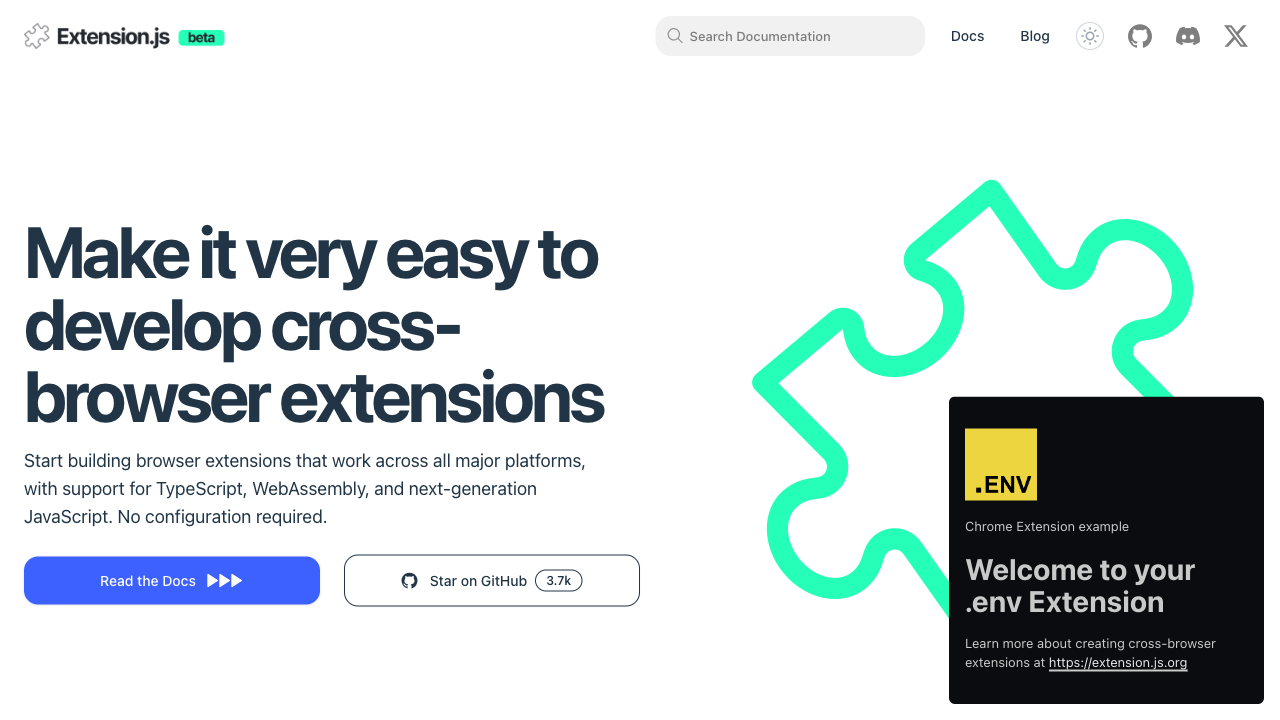 Extension.js beta
Search Documentation
Docs
Blog
Make it very easy to
develop cross-
browser extensions
Start building browser extensions that work across all major platforms,
with support for TypeScript, WebAssembly, and next-generation
JavaScript. No configuration required.
Read the Docs
Star on GitHub 3.7k
.ENV
Chrome Extension example
Welcome to your
.env Extension
Learn more about creating cross-browser
extensions at https://extension.js.org